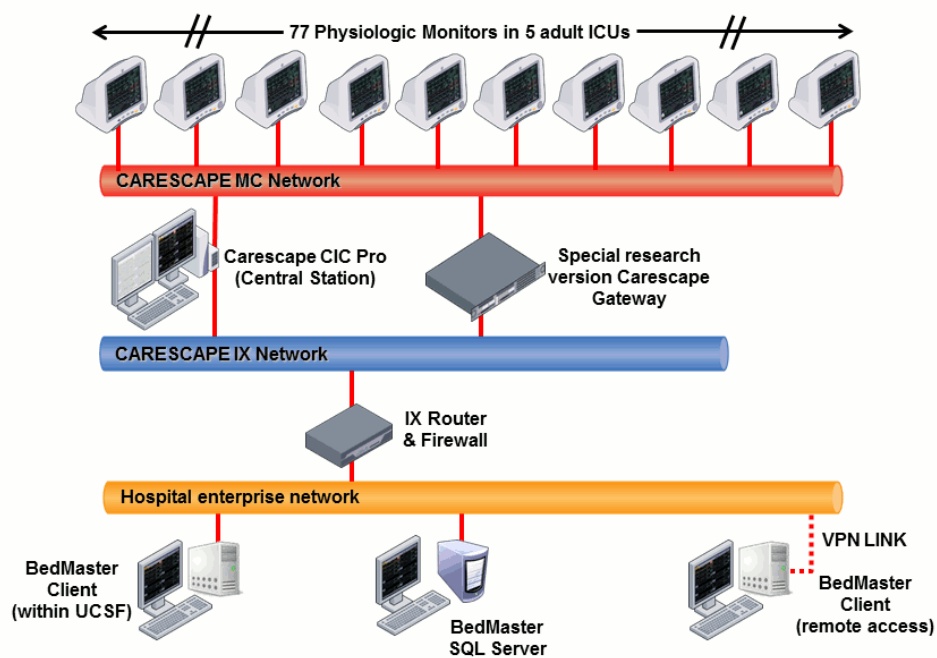 77 Physiologic Monitors in 5 adult ICUs
CARESCAPE MC Network
Carescape CIC Pro
(Central Station)
Special research
version Carescape
Gateway
CARESCAPE IX Network
IX Router
& Firewall
Hospital enterprise network
BedMaster
Client
(within UCSF)
BedMaster
SQL Server
VPN LINK
BedMaster
Client
(remote access)